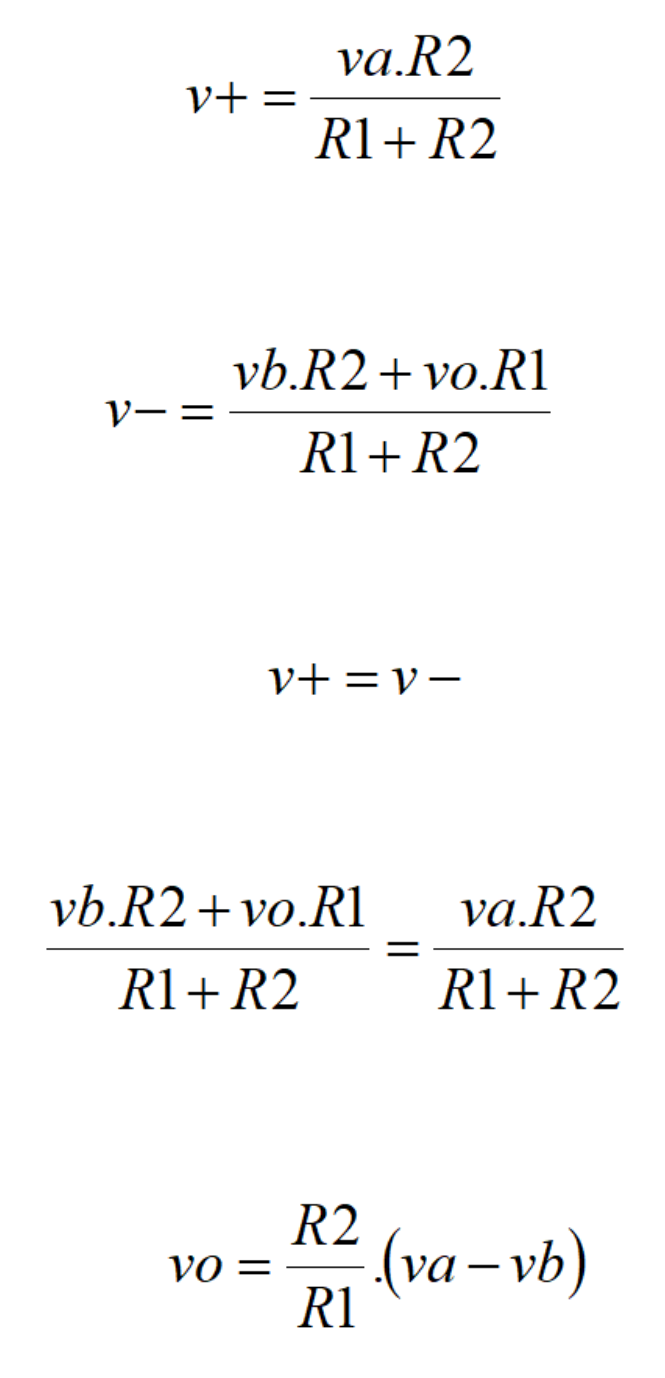 v+ = va.R2 / R1 + R2
v− = vb.R2 + vo.R1 / R1 + R2
v+ = v −
vb.R2 + vo.R1 / R1 + R2 = va.R2 / R1 + R2
vo = R2 / R1 .(va − vb)